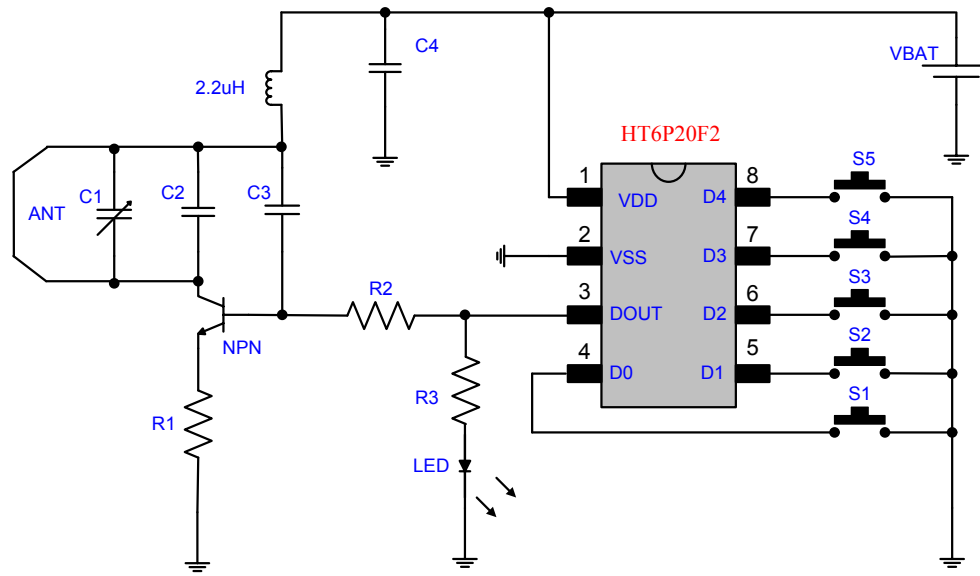 C4
VBAT
2.2uH
HT6P20F2
S5
1
8
VDD
D4
C1
C2
C3
ANT
S4
2
7
VSS
D3
S3
R2
3
6
DOUT
D2
NPN
S2
4
5
D0
D1
R3
S1
R1
LED